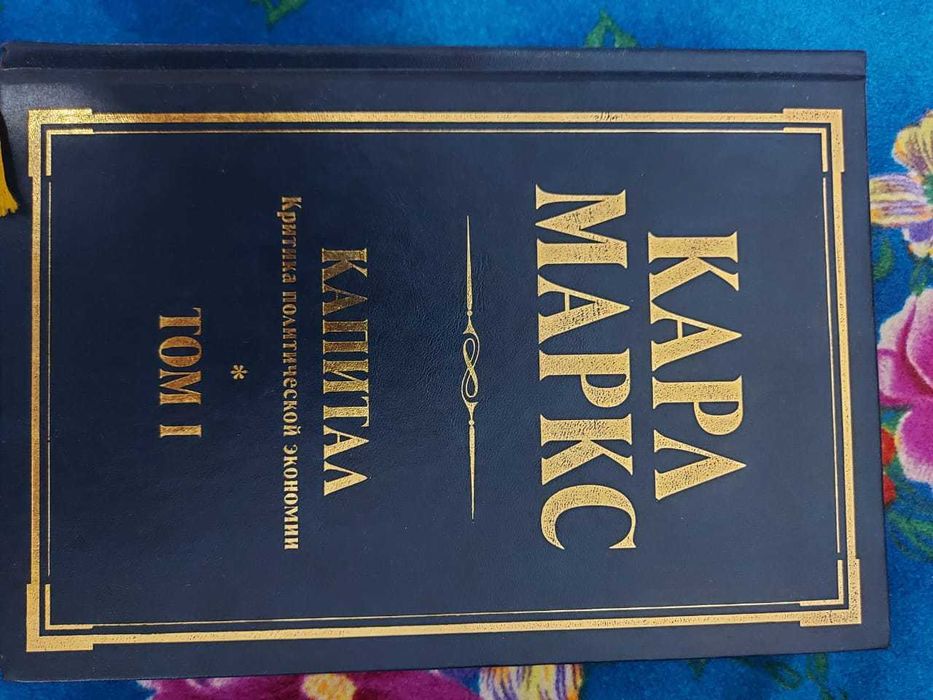 КАРЛ
МАРКС
КАПИТАЛ
Критика политической экономии
*
ТОМ I